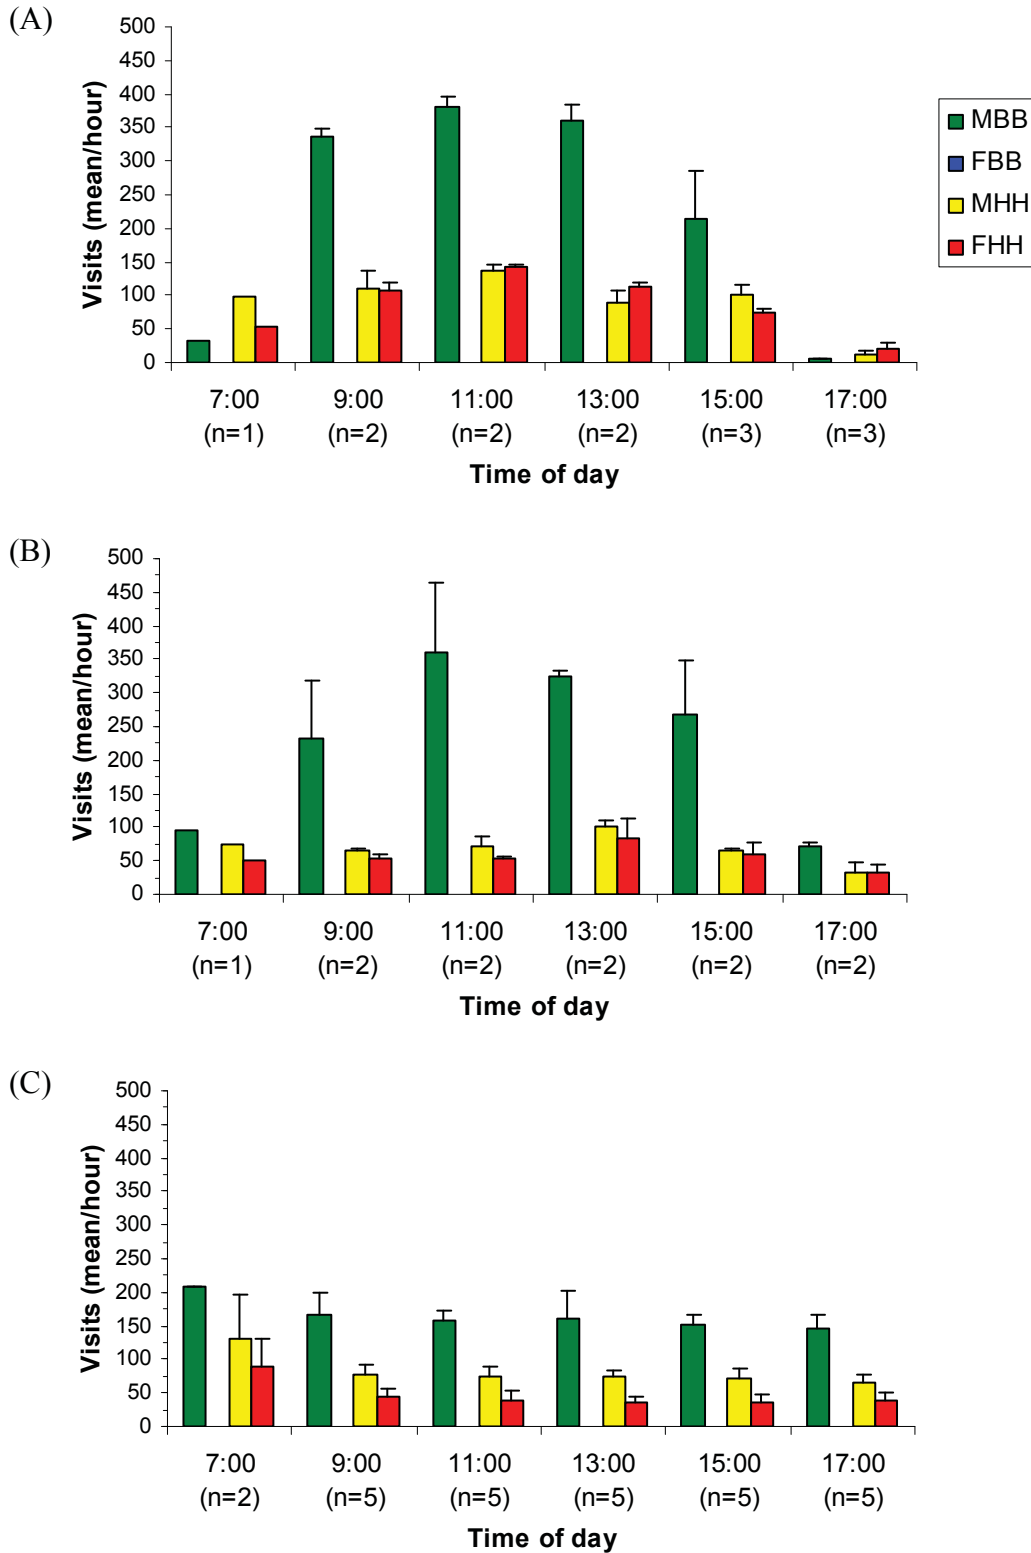 (A)
500
450
400
350
300
250
200
150
100
50
0
Visits (mean/hour)
7:00 9:00 11:00 13:00 15:00 17:00
(n=1) (n=2) (n=2) (n=2) (n=3) (n=3)
Time of day
MBB
FBB
MHH
FHH
(B)
500
450
400
350
300
250
200
150
100
50
0
Visits (mean/hour)
7:00 9:00 11:00 13:00 15:00 17:00
(n=1) (n=2) (n=2) (n=2) (n=2) (n=2)
Time of day
(C)
500
450
400
350
300
250
200
150
100
50
0
Visits (mean/hour)
7:00 9:00 11:00 13:00 15:00 17:00
(n=2) (n=5) (n=5) (n=5) (n=5) (n=5)
Time of day